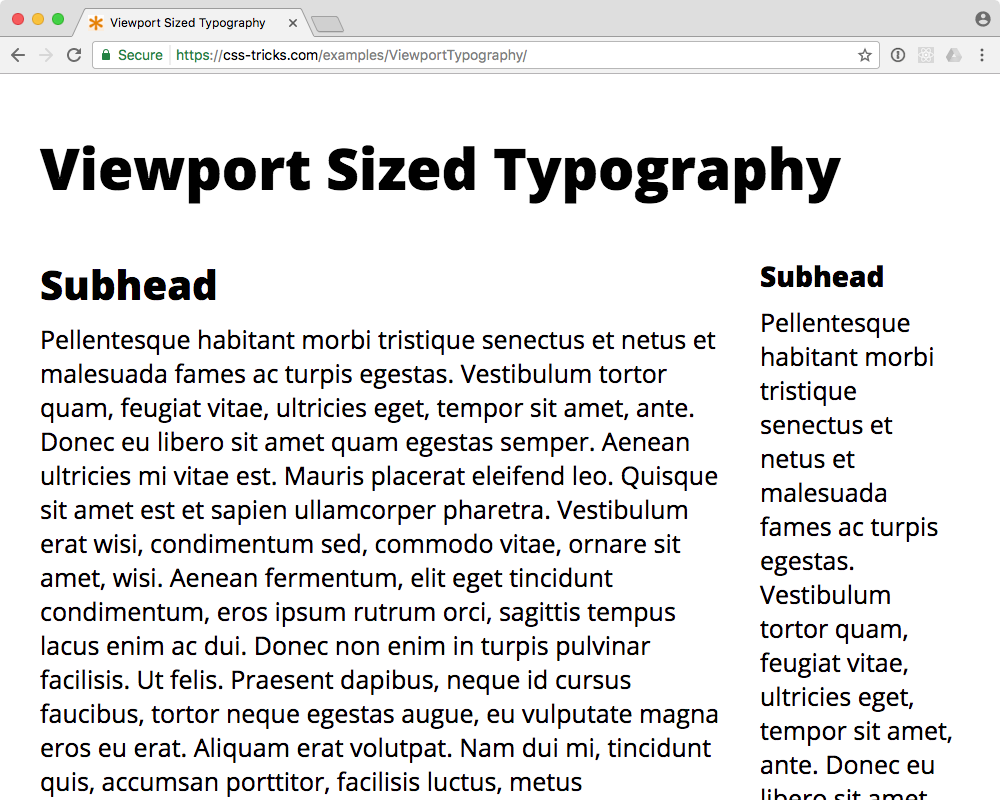 Viewport Sized Typography
Secure https://css-tricks.com/examples/ViewportTypography/
Viewport Sized Typography
Subhead
Pellentesque habitant morbi tristique senectus et netus et
malesuada fames ac turpis egestas. Vestibulum tortor
quam, feugiat vitae, ultricies eget, tempor sit amet, ante.
Donec eu libero sit amet quam egestas semper. Aenean
ultricies mi vitae est. Mauris placerat eleifend leo. Quisque
sit amet est et sapien ullamcorper pharetra. Vestibulum
erat wisi, condimentum sed, commodo vitae, ornare sit
amet, wisi. Aenean fermentum, elit eget tincidunt
condimentum, eros ipsum rutrum orci, sagittis tempus
lacus enim ac dui. Donec non enim in turpis pulvinar
facilisis. Ut felis. Praesent dapibus, neque id cursus
faucibus, tortor neque egestas augue, eu vulputate magna
eros eu erat. Aliquam erat volutpat. Nam dui mi, tincidunt
quis, accumsan porttitor, facilisis luctus, metus
Subhead
Pellentesque
habitant morbi
tristique
senectus et
netus et
malesuada
fames ac turpis
egestas.
Vestibulum
tortor quam,
feugiat vitae,
ultricies eget,
tempor sit amet,
ante. Donec eu
libero sit amet